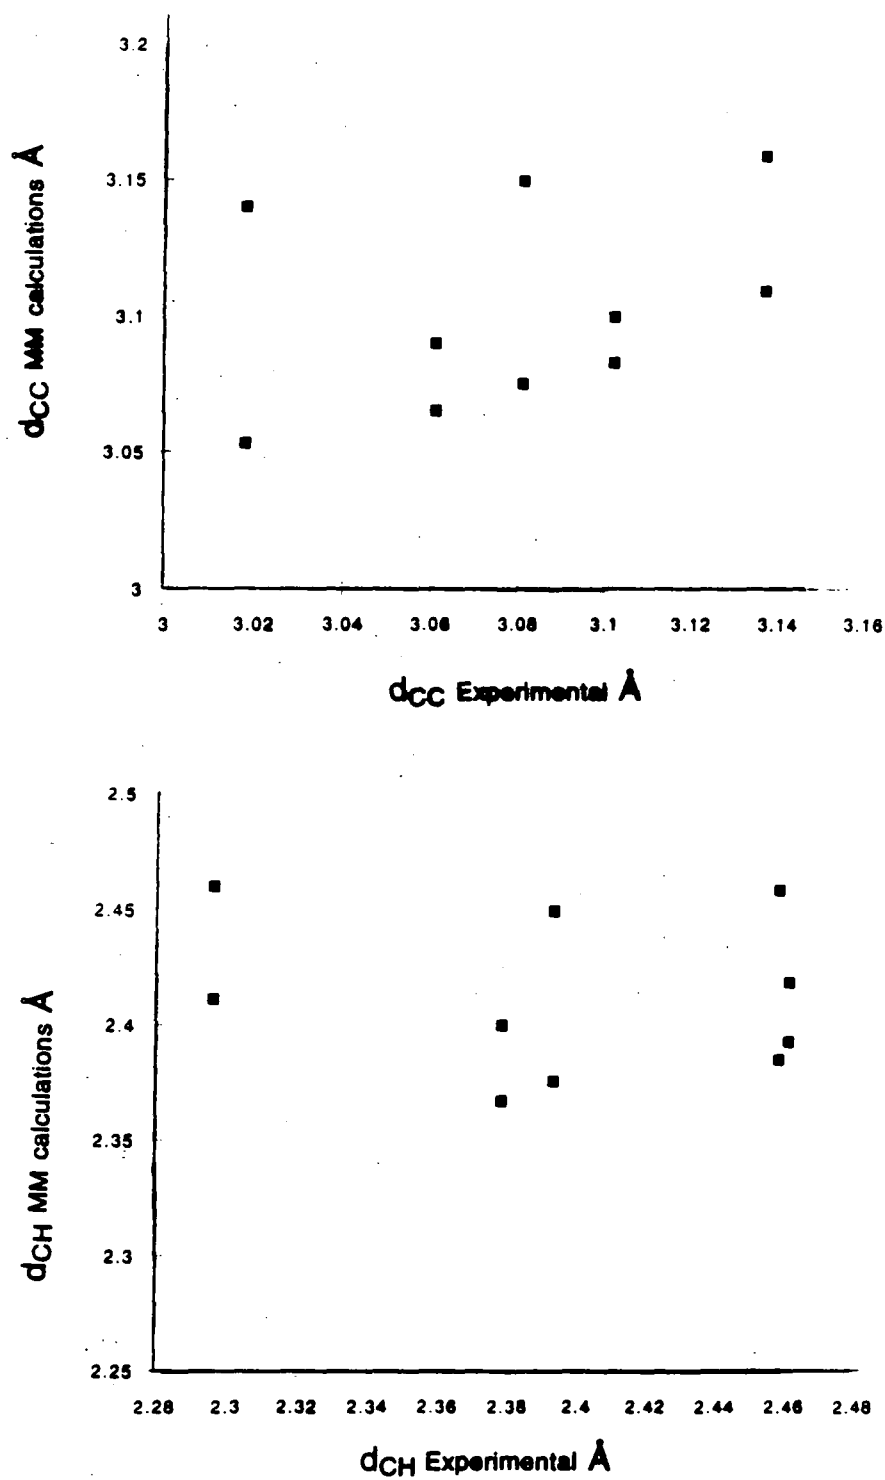 3.2
3.15
3.1
3.05
3
dCC MM calculations Å
3 3.02 3.04 3.06 3.08 3.1 3.12 3.14 3.16
dCC Experimental Å
2.5
2.45
2.4
2.35
2.3
2.25
dCH MM calculations Å
2.28 2.3 2.32 2.34 2.36 2.38 2.4 2.42 2.44 2.46 2.48
dCH Experimental Å